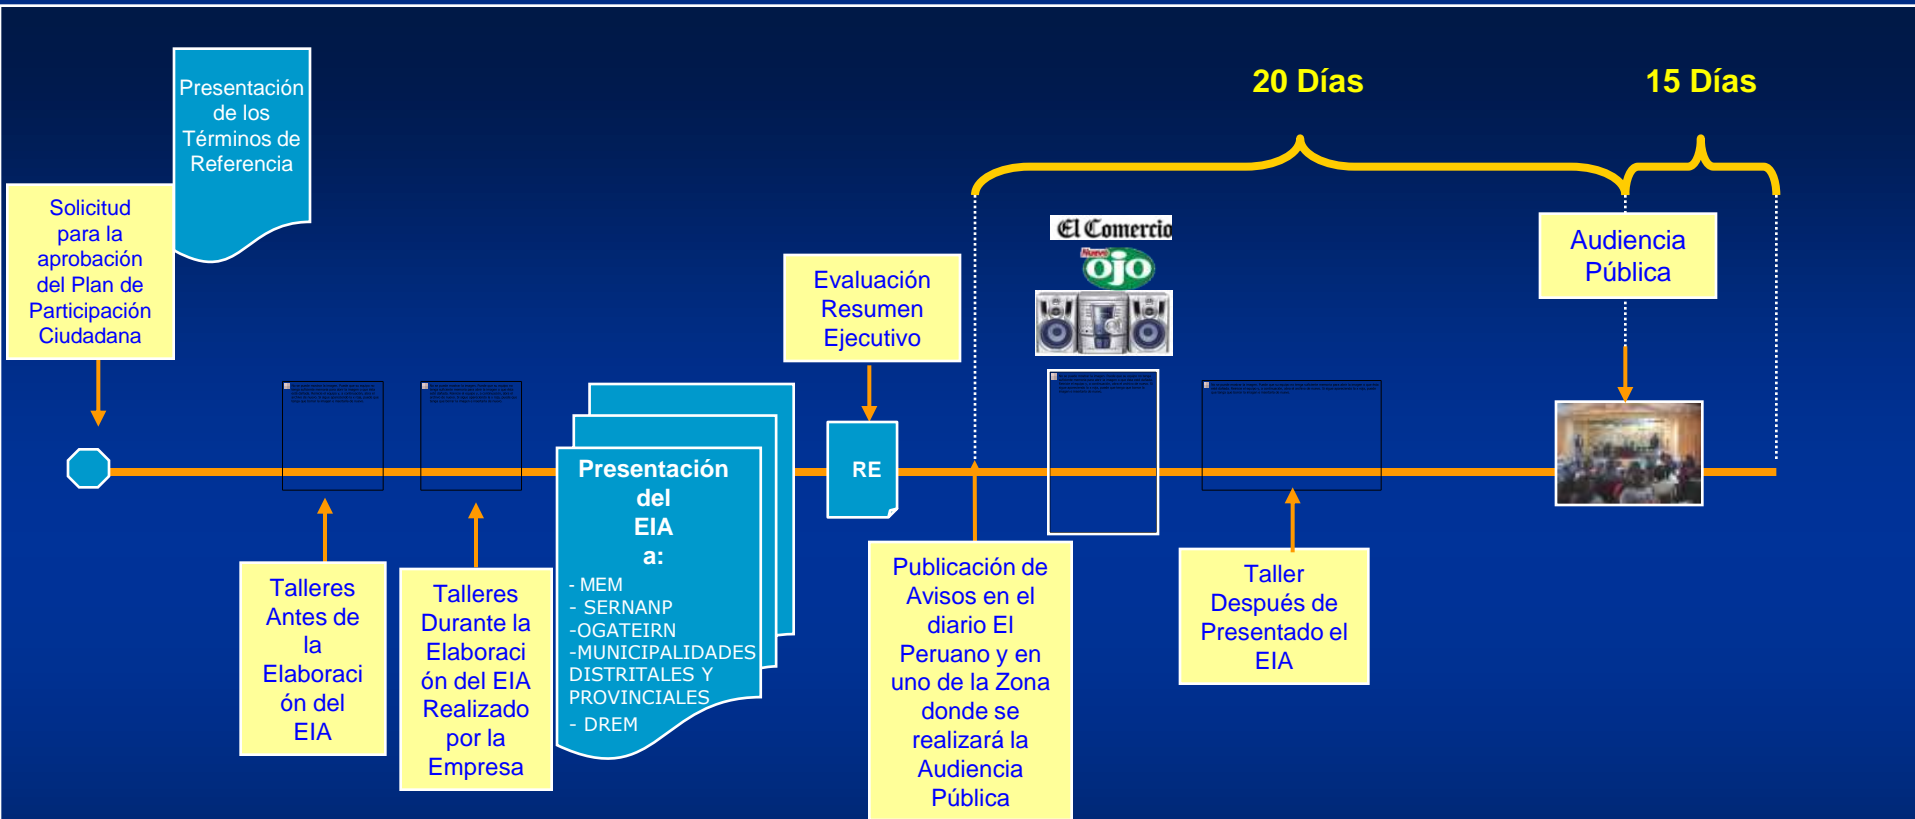 20 Días
15 Días
Presentación
de los
Términos de
Referencia
Solicitud
para la
aprobación
del Plan de
Participación
Ciudadana
Talleres
Antes de
la
Elaboraci
ón del
EIA
Talleres
Durante la
Elaboraci
ón del EIA
Realizado
por la
Empresa
Presentación
del
EIA
a:
- MEM
- SERNANP
-OGATEIRN
-MUNICIPALIDADES
DISTRITALES Y
PROVINCIALES
- DREM
Evaluación
Resumen
Ejecutivo
RE
El Comercio
Nuevo
ojo
Publicación de
Avisos en el
diario El
Peruano y en
uno de la Zona
donde se
realizará la
Audiencia
Pública
Taller
Después de
Presentado el
EIA
Audiencia
Pública